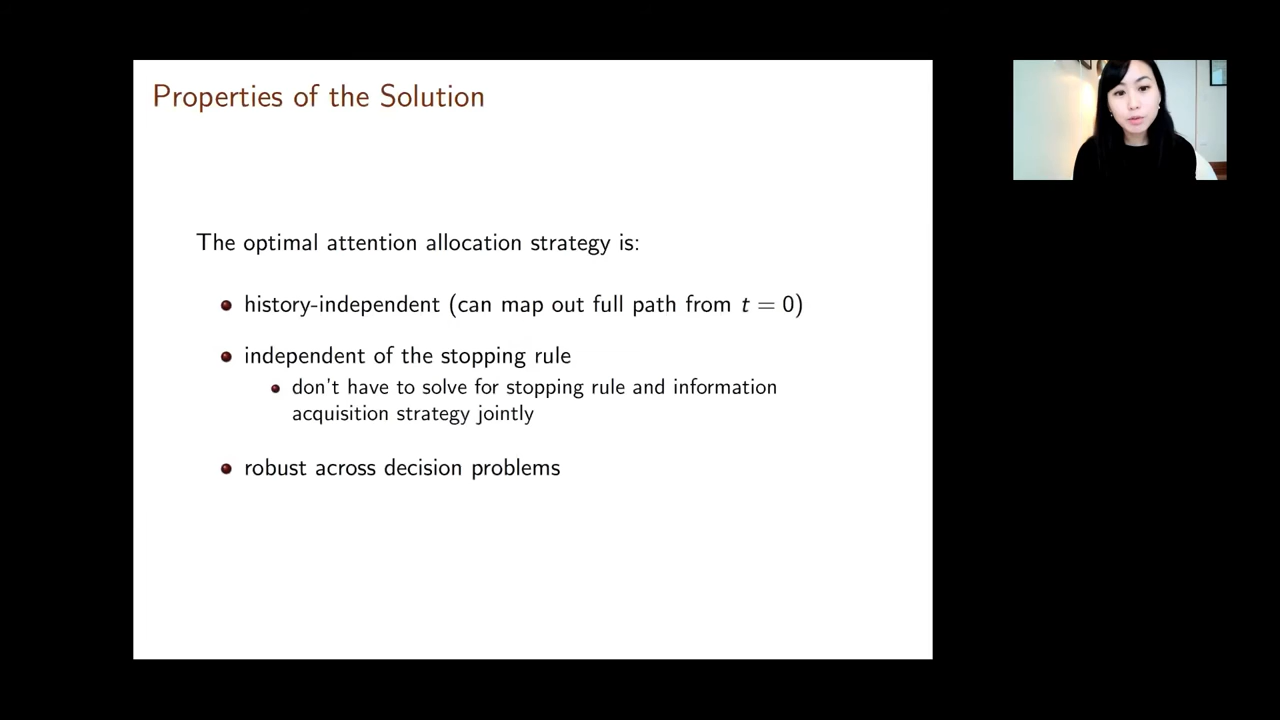 Properties of the Solution
The optimal attention allocation strategy is:
history-independent (can map out full path from t = 0)
independent of the stopping rule
don't have to solve for stopping rule and information
acquisition strategy jointly
robust across decision problems